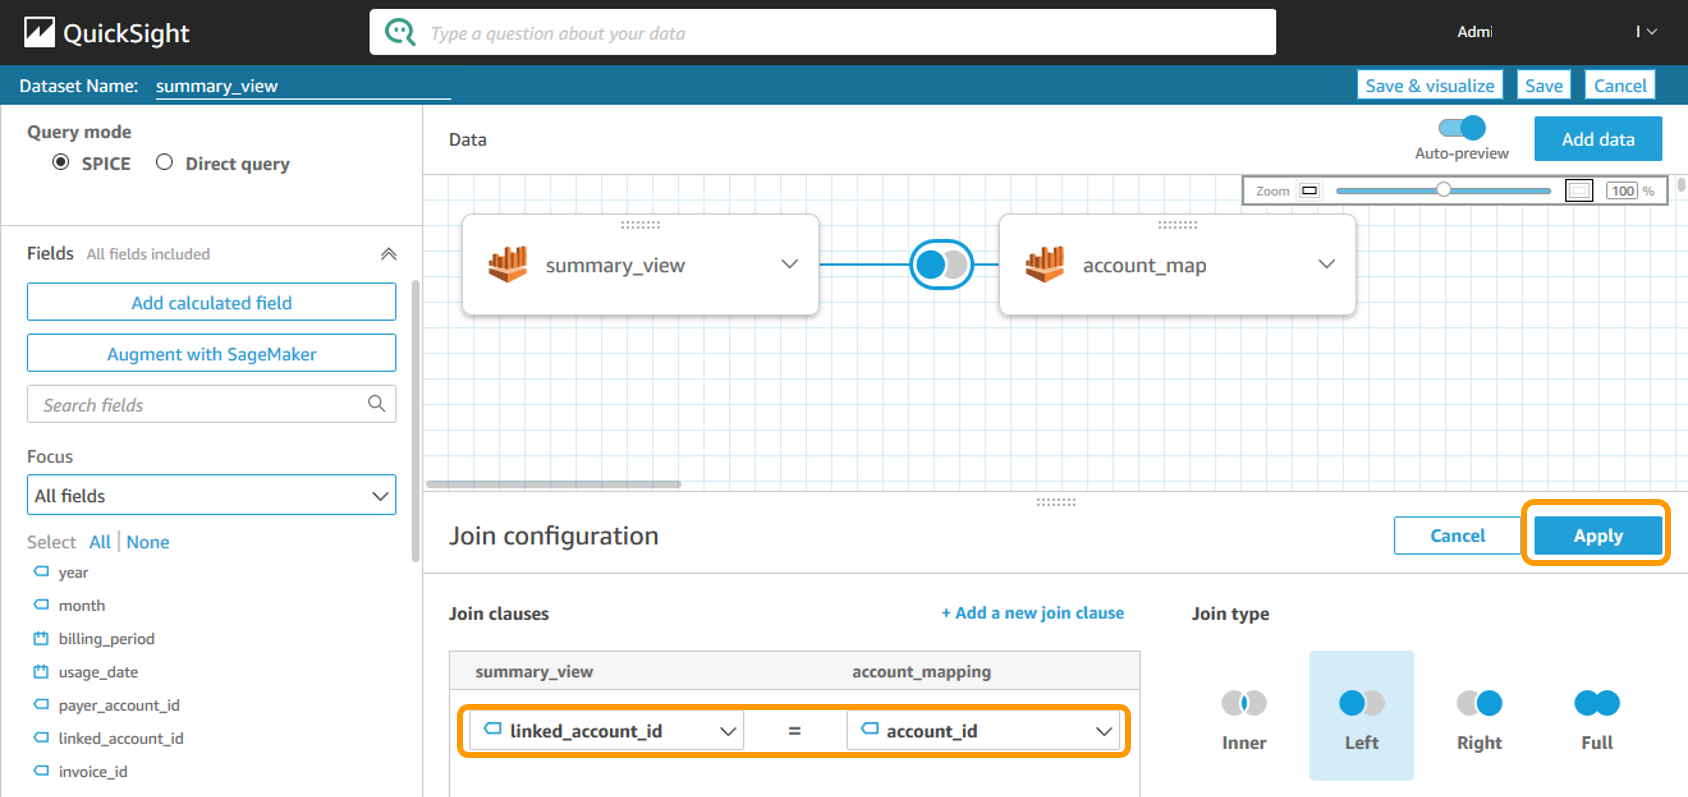 QuickSight
Type a question about your data
Admi
Dataset Name: summary_view
Save & visualize
Save
Cancel
Query mode
SPICE
Direct query
Data
Auto-preview
Add data
Zoom
100 %
Fields All fields included
Add calculated field
Augment with SageMaker
Search fields
Focus
All fields
Select All None
year
month
billing_period
usage_date
payer_account_id
linked_account_id
invoice_id
summary_view
account_map
Join configuration
Cancel
Apply
Join clauses
+ Add a new join clause
summary_view account_mapping
linked_account_id = account_id
Join type
Inner
Left
Right
Full